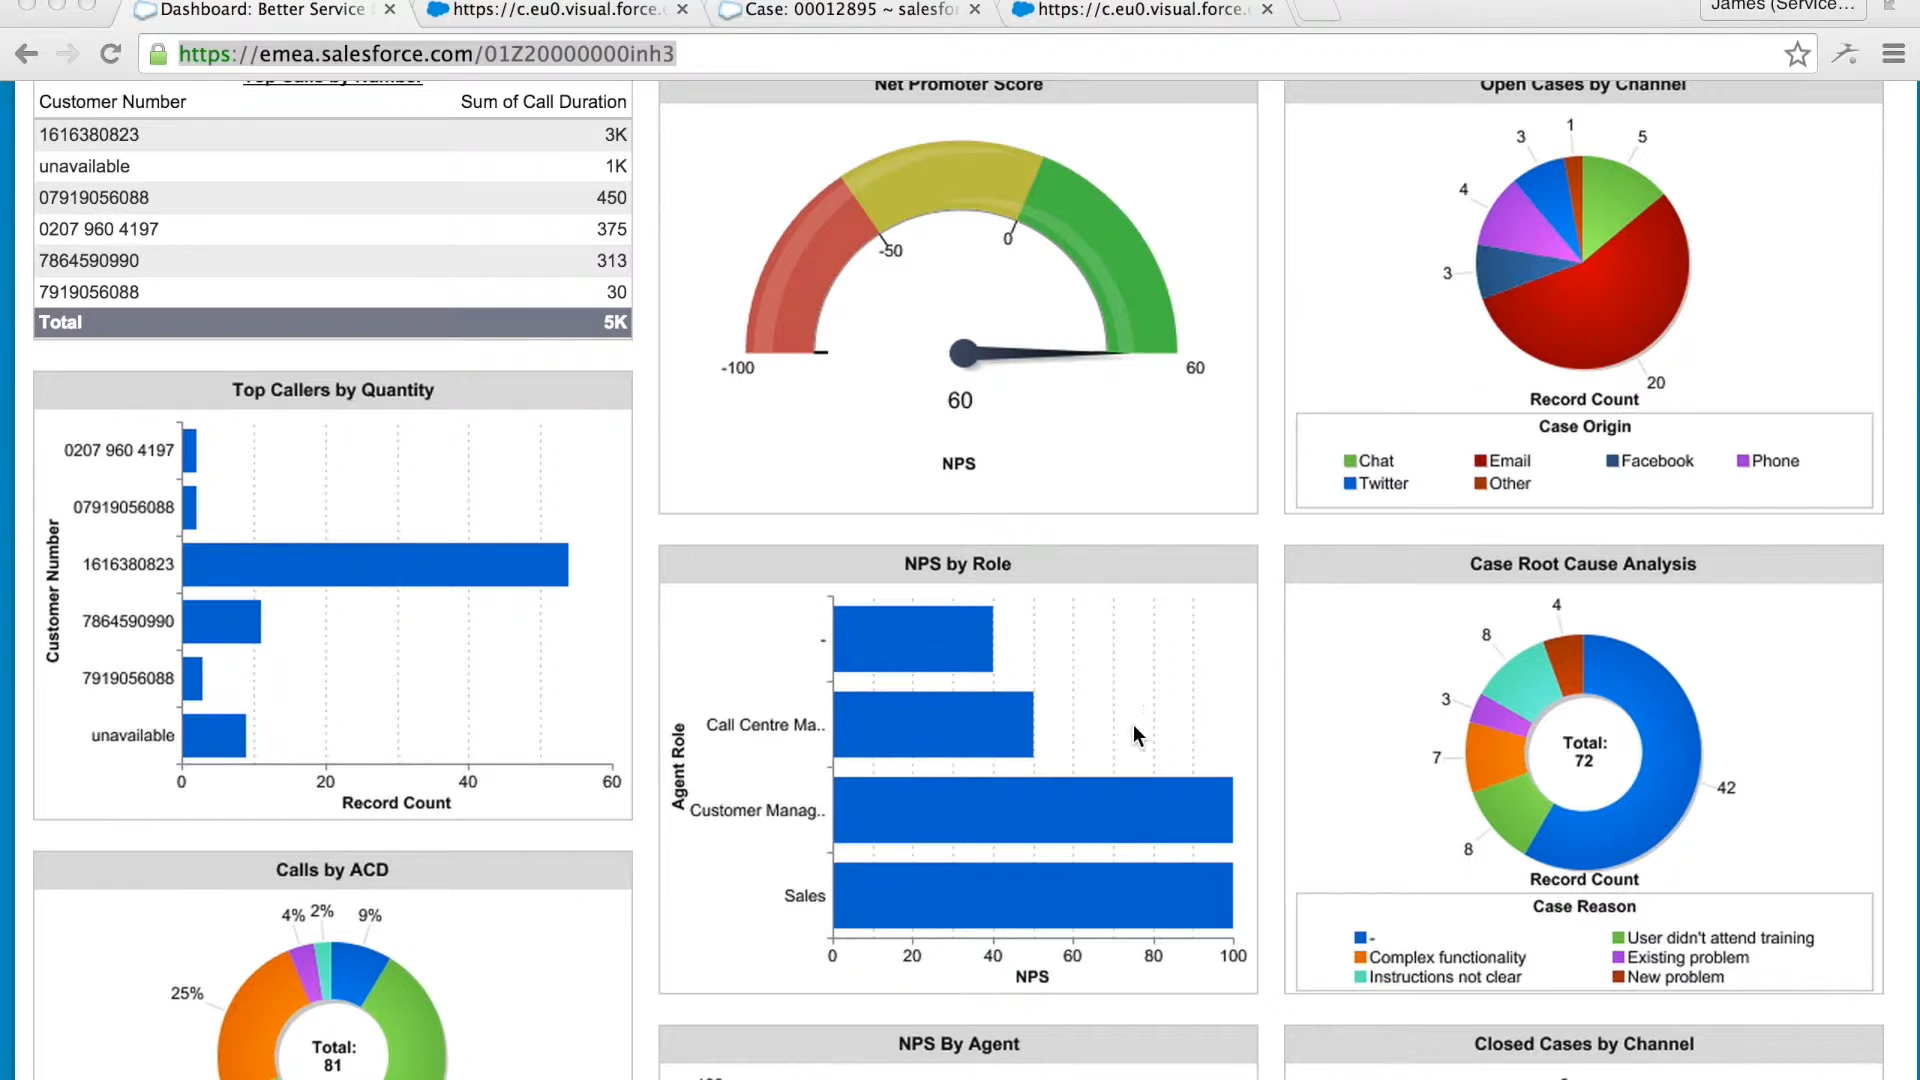 Dashboard: Better Service
https://c.eu0.visual.force.
Case: 00012895 ~ salesfo
https://c.eu0.visual.force.
James (Service...
https://emea.salesforce.com/01Z20000000inh3
Customer Number Sum of Call Duration
1616380823 3K
unavailable 1K
07919056088 450
0207 960 4197 375
7864590990 313
7919056088 30
Total 5K
Top Callers by Quantity
Customer Number
0207 960 4197
07919056088
1616380823
7864590990
7919056088
unavailable
0 20 40 60
Record Count
Calls by ACD
4% 2% 9%
25%
Total:
81
Net Promoter Score
-50 0
-100 60
60
NPS
NPS by Role
Agent Role
-
Call Centre Ma..
Customer Manag..
Sales
0 20 40 60 80 100
NPS
NPS By Agent
Open Cases by Channel
3 1 5
4
3
20
Record Count
Case Origin
Chat Email Facebook Phone
Twitter Other
Case Root Cause Analysis
4
8
3
7
8
42
Total:
72
Record Count
Case Reason
- User didn't attend training
Complex functionality Existing problem
Instructions not clear New problem
Closed Cases by Channel